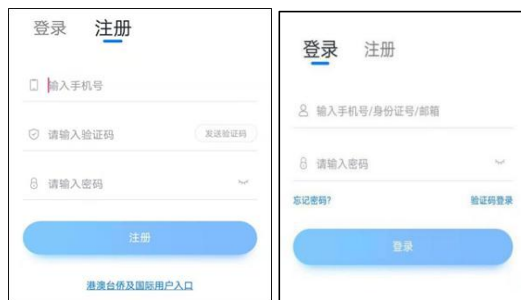 登录 注册
输入手机号
请输入验证码 发送验证码
请输入密码
注册
港澳台侨及国际用户入口
登录 注册
输入手机号/身份证号/邮箱
请输入密码
忘记密码? 验证码登录
登录